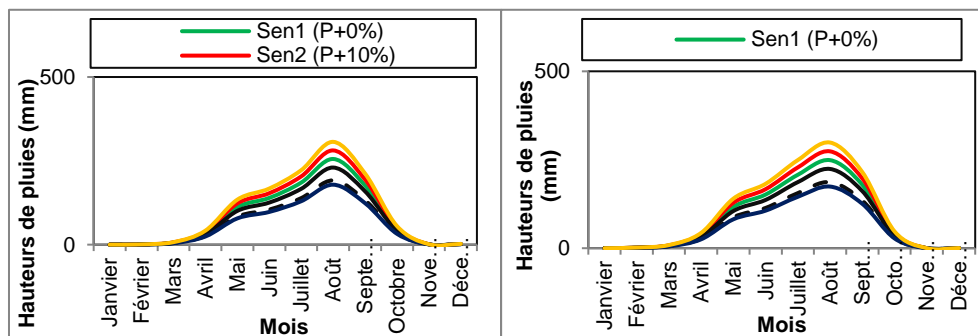 Sen1 (P+0%)
Sen2 (P+10%)
500
0
Hauteurs de pluies (mm)
Janvier
Février
Mars
Avril
Mai
Juin
Juillet
Août
Septe…
Octobre
Nove…
Déce…
Mois
Sen1 (P+0%)
500
0
Hauteurs de pluies
(mm)
Janvier
Février
Mars
Avril
Mai
Juin
Juillet
Août
Sept…
Octo…
Nove…
Déce…
Mois